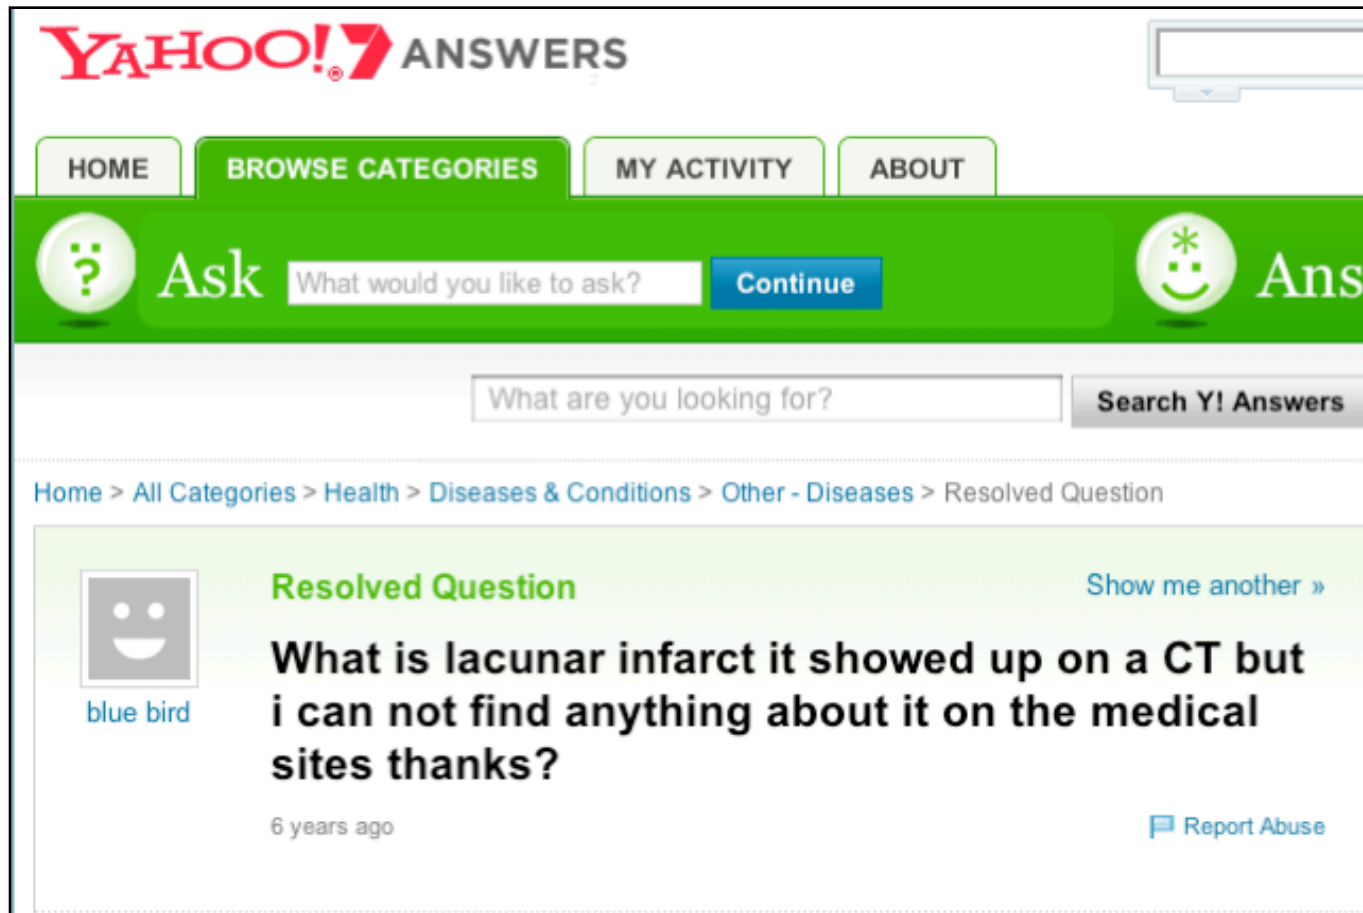 YAHOO!7 ANSWERS
HOME
BROWSE CATEGORIES
MY ACTIVITY
ABOUT
Ask
What would you like to ask?
Continue
Ans
What are you looking for?
Search Y! Answers
Home > All Categories > Health > Diseases & Conditions > Other - Diseases > Resolved Question
Resolved Question
Show me another »
What is lacunar infarct it showed up on a CT but
i can not find anything about it on the medical
sites thanks?
blue bird
6 years ago
Report Abuse